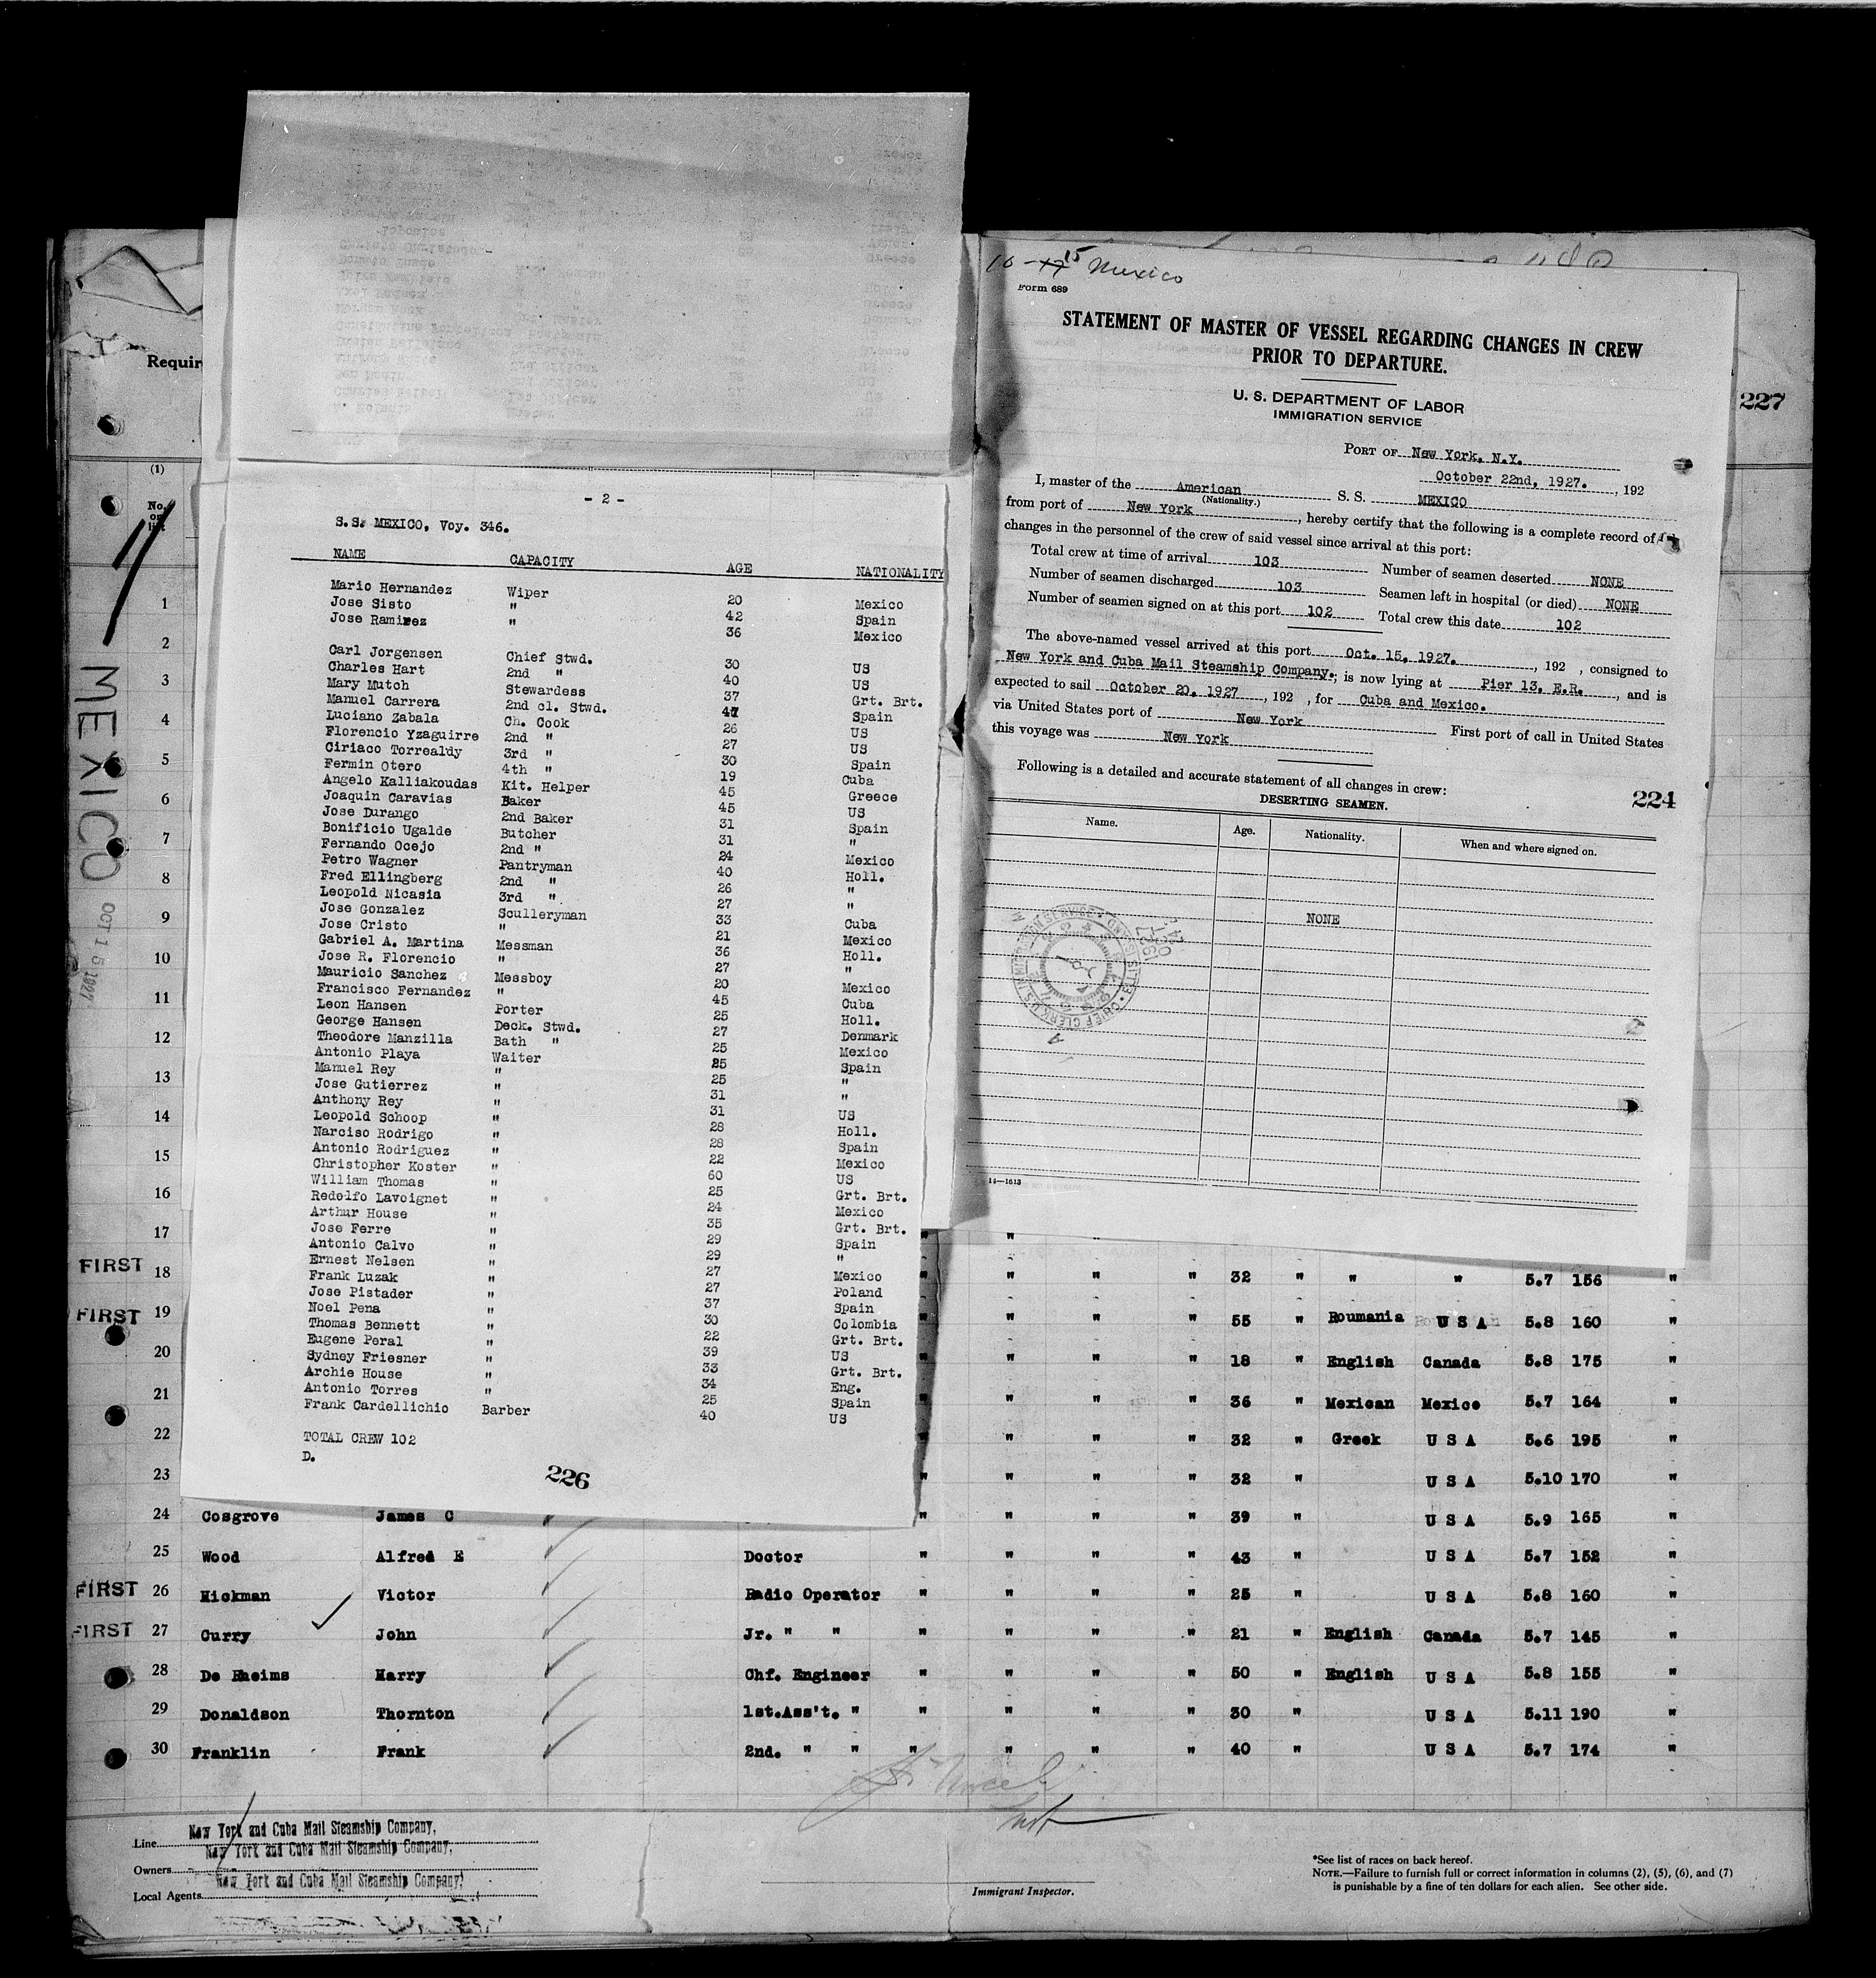 10-17 15 Mexico
Form 689
STATEMENT OF MASTER OF VESSEL REGARDING CHANGES IN CREW
PRIOR TO DEPARTURE.
U. S. DEPARTMENT OF LABOR
IMMIGRATION SERVICE
PORT OF New York, N.Y.
October 22nd, 1927. , 192
I, master of the American S. S. MEXICO
(Nationality.)
from port of New York , hereby certify that the following is a complete record of
changes in the personnel of the crew of said vessel since arrival at this port:
Total crew at time of arrival 103 Number of seamen deserted NONE
Number of seamen discharged 103 Seamen left in hospital (or died) NONE
Number of seamen signed on at this port 102 Total crew this date 102
The above-named vessel arrived at this port Oct. 15, 1927. , 192 , consigned to
New York and Cuba Mail Steamship Company.; is now lying at Pier 13, E.R. , and is
expected to sail October 20, 1927 , 192 , for Cuba and Mexico.
via United States port of New York First port of call in United States
this voyage was New York
Following is a detailed and accurate statement of all changes in crew:
DESERTING SEAMEN.
224
Name. Age. Nationality. When and where signed on.
NONE
14—1613
227
- 2 -
S.S. MEXICO, Voy. 346.
NAME CAPACITY AGE NATIONALITY
Mario Hernandez Wiper 20 Mexico
Jose Sisto " 42 Spain
Jose Ramirez " 36 Mexico
Carl Jorgensen Chief Stwd. 30 US
Charles Hart 2nd " 40 US
Mary Mutch Stewardess 37 Grt. Brt.
Manuel Carrera 2nd cl. Stwd. 47 Spain
Luciano Zabala Ch. Cook 26 US
Florencio Yzaguirre 2nd " 27 US
Ciriaco Torrealdy 3rd " 30 Spain
Fermin Otero 4th " 19 Cuba
Angelo Kalliakoudas Kit. Helper 45 Greece
Joaquin Caravias Baker 45 US
Jose Durango 2nd Baker 31 Spain
Bonificio Ugalde Butcher 31 "
Fernando Ocejo 2nd " 24 Mexico
Petro Wagner Pantryman 40 Holl.
Fred Ellingberg 2nd " 26 "
Leopold Nicasia 3rd " 27 "
Jose Gonzalez Sculleryman 33 Cuba
Jose Cristo " 21 Mexico
Gabriel A. Martina Messman 36 Holl.
Jose R. Florencio " 27 "
Mauricio Sanchez Messboy 20 Mexico
Francisco Fernandez " 45 Cuba
Leon Hansen Porter 25 Holl.
George Hansen Deck. Stwd. 27 Denmark
Theodore Manzilla Bath " 25 Mexico
Antonio Playa Waiter 25 Spain
Manuel Rey " 25 "
Jose Gutierrez " 31 "
Anthony Rey " 31 US
Leopold Schoop " 28 Holl.
Narciso Rodrigo " 28 Spain
Antonio Rodriguez " 22 Mexico
Christopher Koster " 60 US
William Thomas " 25 Grt. Brt.
Redolfo Lavoignet " 24 Mexico
Arthur House " 35 Grt. Brt.
Jose Ferre " 29 Spain
Antonio Calvo " 29 "
Ernest Nelsen " 27 Mexico
Frank Luzak " 27 Poland
Jose Pistader " 37 Spain
Noel Pena " 30 Colombia
Thomas Bennett " 22 Grt. Brt.
Eugene Peral " 39 US
Sydney Friesner " 33 Grt. Brt.
Archie House " 34 Eng.
Antonio Torres " 25 Spain
Frank Cardellichio Barber 40 US
TOTAL CREW 102
D.
226
Requir
(1)
No. on list
MEXICO OCT 15 1927
1
2
3
4
5
6
7
8
9
10
11
12
13
14
15
16
17 " " "
FIRST 18 " " " " 32 " " " 5.7 156 "
FIRST 19 " " " " 55 " Roumania U S A 5.8 160 "
20 " " " " 18 " English Canada 5.8 175 "
21 " " " " 36 " Mexican Mexico 5.7 164 "
22 " " " " 32 " Greek U S A 5.6 195 "
23 " " " " 32 " U S A 5.10 170 "
24 Cosgrove James C " " " " 39 " U S A 5.9 165 "
25 Wood Alfred E Doctor " " " " 43 " U S A 5.7 152 "
FIRST 26 Hickman Victor Radio Operator " " " " 25 " U S A 5.8 160 "
FIRST 27 Curry John Jr. " " " " " " 21 " English Canada 5.7 145 "
28 De Rheims Harry Chf. Engineer " " " " 50 " English U S A 5.8 155 "
29 Donaldson Thornton 1st.Ass't. " " " " " 30 " U S A 5.11 190 "
30 Franklin Frank 2nd. " " " " " " 40 " U S A 5.7 174 "
Line New York and Cuba Mail Steamship Company,
Owners New York and Cuba Mail Steamship Company,
Local Agents New York and Cuba Mail Steamship Company,
Immigrant Inspector.
*See list of races on back hereof.
NOTE.—Failure to furnish full or correct information in columns (2), (5), (6), and (7)
is punishable by a fine of ten dollars for each alien. See other side.